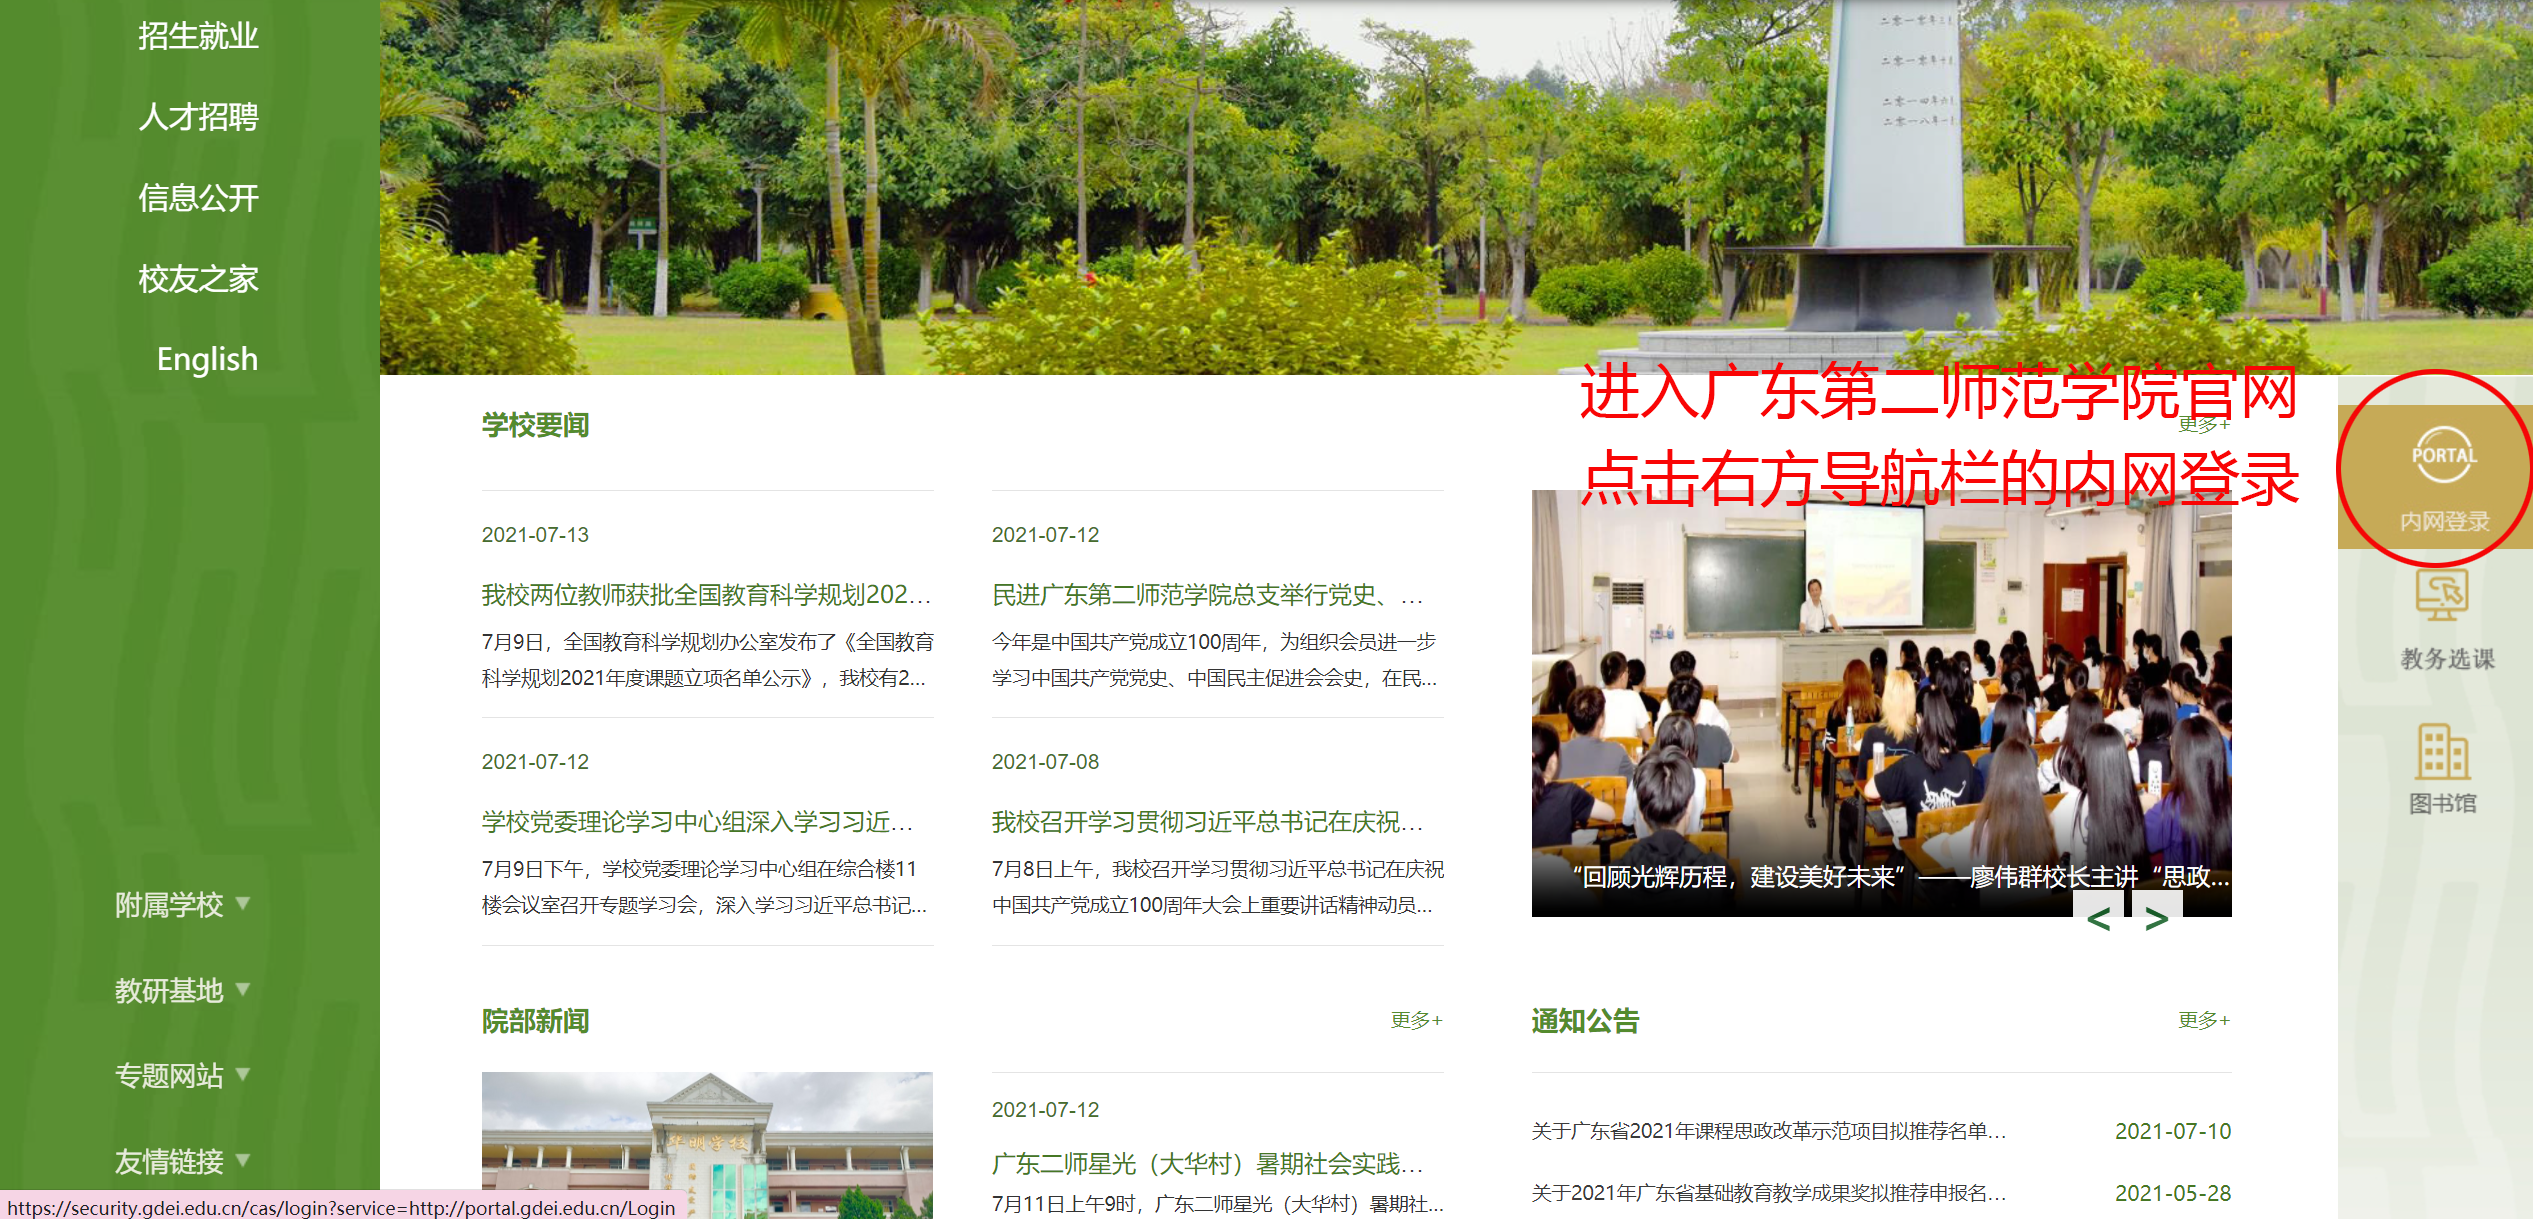 招生就业
人才招聘
信息公开
校友之家
English
附属学校
教研基地
专题网站
友情链接
二零一八年一月
进入广东第二师范学院官网
点击右方导航栏的内网登录
学校要闻
更多+
2021-07-13
我校两位教师获批全国教育科学规划202...
7月9日，全国教育科学规划办公室发布了《全国教育
科学规划2021年度课题立项名单公示》，我校有2...
2021-07-12
民进广东第二师范学院总支举行党史、...
今年是中国共产党成立100周年，为组织会员进一步
学习中国共产党党史、中国民主促进会会史，在民...
2021-07-12
学校党委理论学习中心组深入学习习近...
7月9日下午，学校党委理论学习中心组在综合楼11
楼会议室召开专题学习会，深入学习习近平总书记...
2021-07-08
我校召开学习贯彻习近平总书记在庆祝...
7月8日上午，我校召开学习贯彻习近平总书记在庆祝
中国共产党成立100周年大会上重要讲话精神动员...
“回顾光辉历程，建设美好未来”——廖伟群校长主讲“思政...
< >
PORTAL
内网登录
教务选课
图书馆
院部新闻
更多+
2021-07-12
广东二师星光（大华村）暑期社会实践...
7月11日上午9时，广东二师星光（大华村）暑期社...
通知公告
更多+
关于广东省2021年课程思政改革示范项目拟推荐名单...
2021-07-10
关于2021年广东省基础教育教学成果奖拟推荐申报名...
2021-05-28
https://security.gdei.edu.cn/cas/login?service=http://portal.gdei.edu.cn/Login